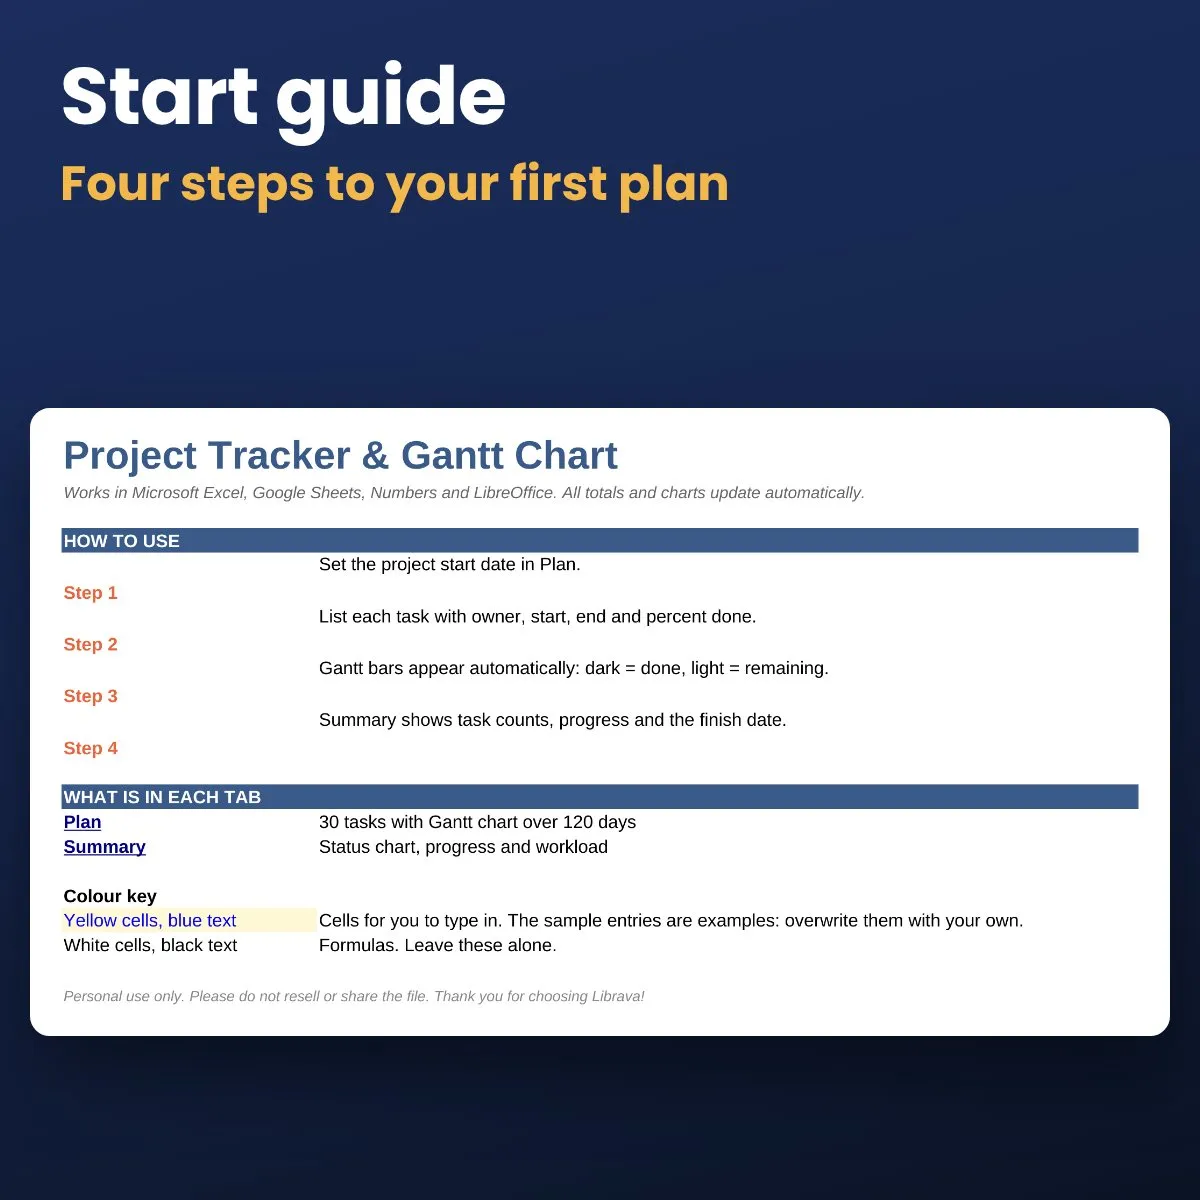 Start guide
Four steps to your first plan
Project Tracker & Gantt Chart
Works in Microsoft Excel, Google Sheets, Numbers and LibreOffice. All totals and charts update automatically.
HOW TO USE
Set the project start date in Plan.
Step 1
List each task with owner, start, end and percent done.
Step 2
Gantt bars appear automatically: dark = done, light = remaining.
Step 3
Summary shows task counts, progress and the finish date.
Step 4
WHAT IS IN EACH TAB
Plan 30 tasks with Gantt chart over 120 days
Summary Status chart, progress and workload
Colour key
Yellow cells, blue text Cells for you to type in. The sample entries are examples: overwrite them with your own.
White cells, black text Formulas. Leave these alone.
Personal use only. Please do not resell or share the file. Thank you for choosing Librava!